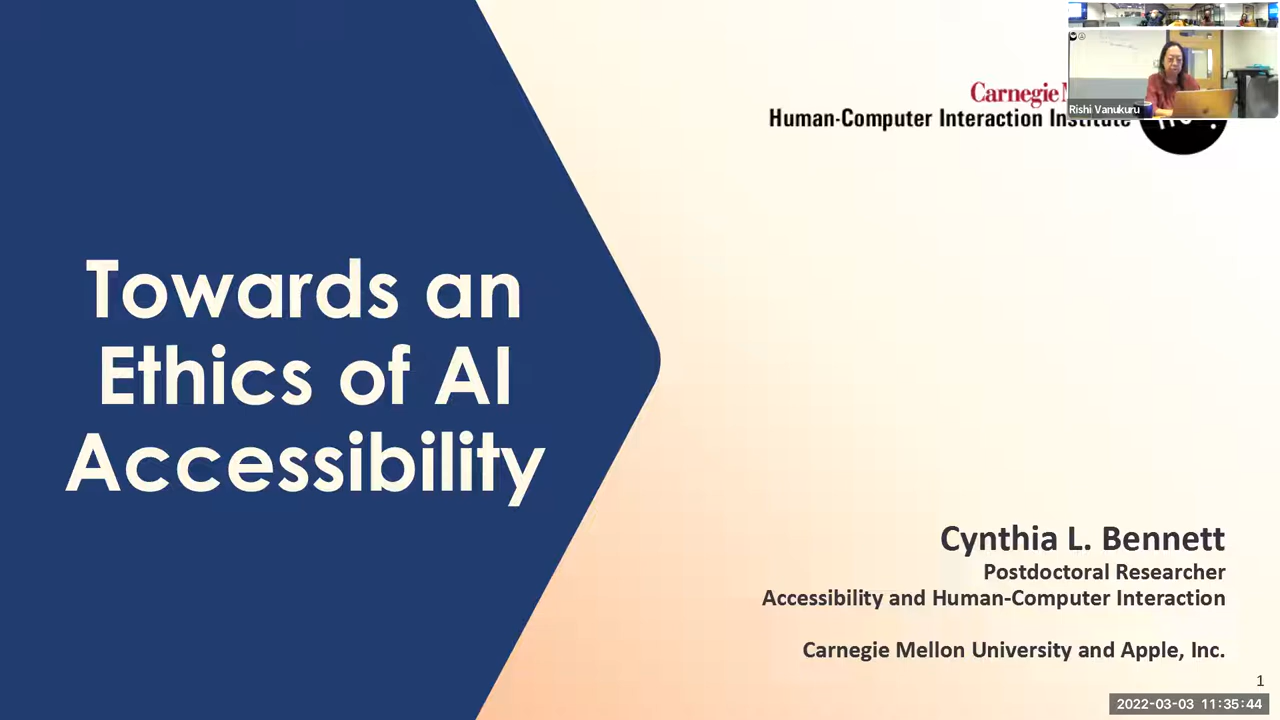 Carnegie
Human-Computer Interaction Institute
Rishi Vanukuru
Towards an
Ethics of AI
Accessibility
Cynthia L. Bennett
Postdoctoral Researcher
Accessibility and Human-Computer Interaction
Carnegie Mellon University and Apple, Inc.
1
2022-03-03 11:35:44